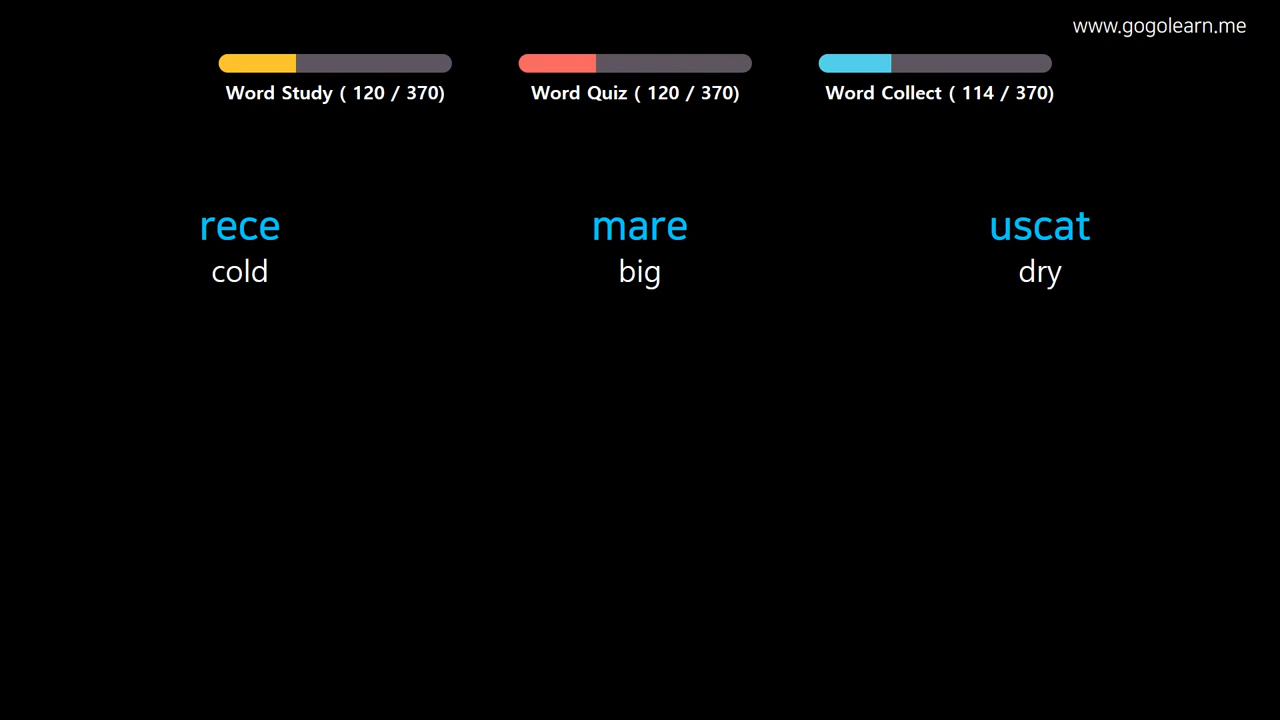 www.gogolearn.me
Word Study ( 120 / 370)
Word Quiz ( 120 / 370)
Word Collect ( 114 / 370)
rece
cold
mare
big
uscat
dry